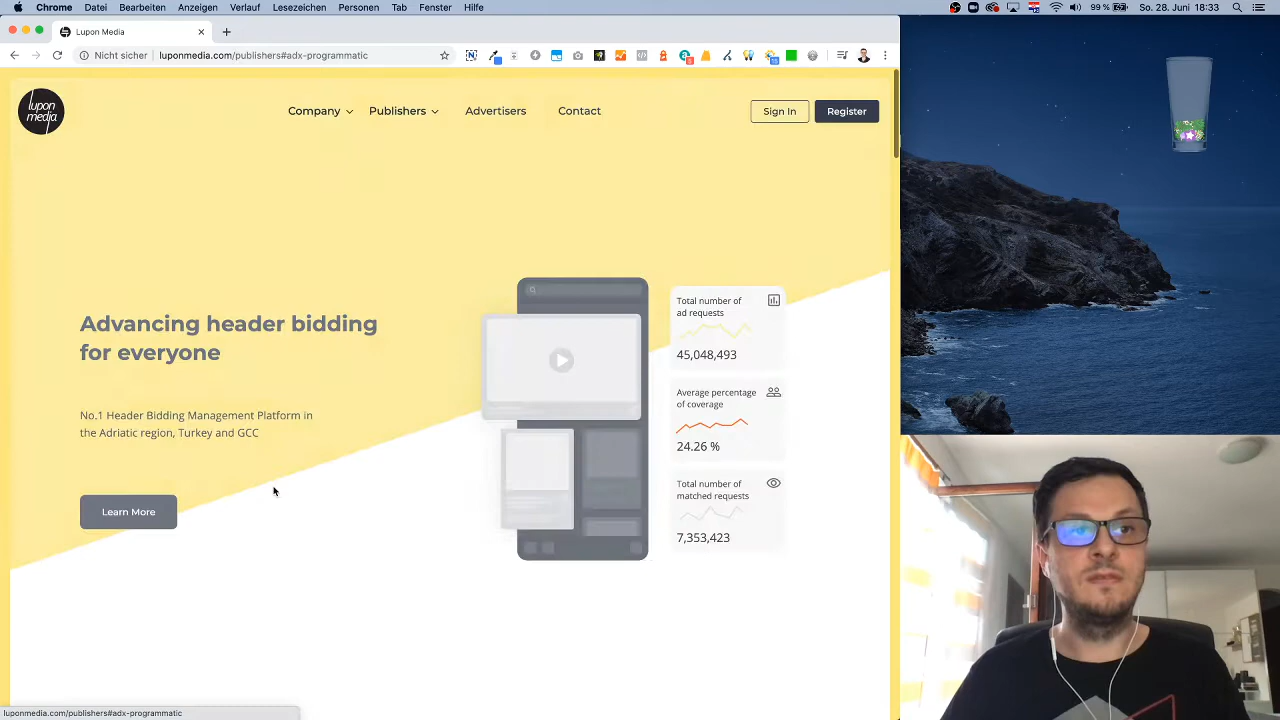 Chrome Datei Bearbeiten Anzeigen Verlauf Lesezeichen Personen Tab Fenster Hilfe
99 % So. 28. Juni 18:33
Lupon Media
Nicht sicher luponmedia.com/publishers#adx-programmatic
lupon
media
Company Publishers Advertisers Contact
Sign In Register
Advancing header bidding
for everyone
No.1 Header Bidding Management Platform in
the Adriatic region, Turkey and GCC
Learn More
Total number of
ad requests
45,048,493
Average percentage
of coverage
24.26 %
Total number of
matched requests
7,353,423
luponmedia.com/publishers#adx-programmatic